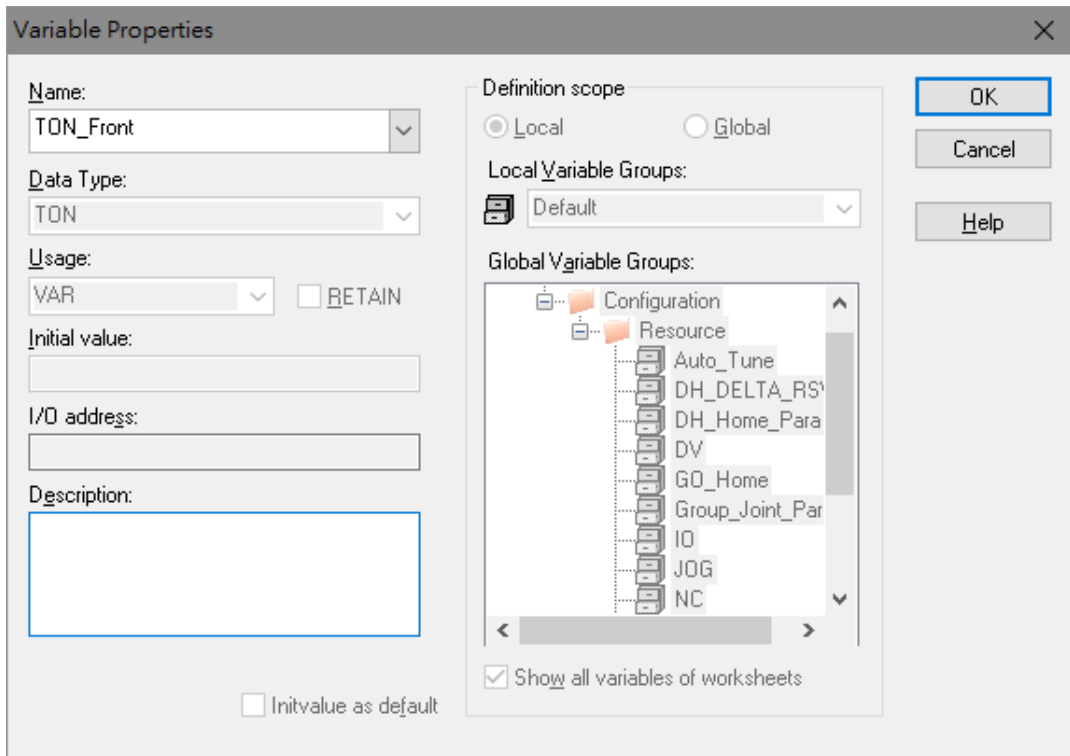 Variable Properties
Name:
TON_Front
Data Type:
TON
Usage:
VAR
RETAIN
Initial value:
I/O address:
Description:
Initvalue as default
Definition scope
Local
Global
Local Variable Groups:
Default
Global Variable Groups:
Configuration
Resource
Auto_Tune
DH_DELTA_RS
DH_Home_Para
DV
GO_Home
Group_Joint_Par
IO
JOG
NC
Show all variables of worksheets
OK
Cancel
Help